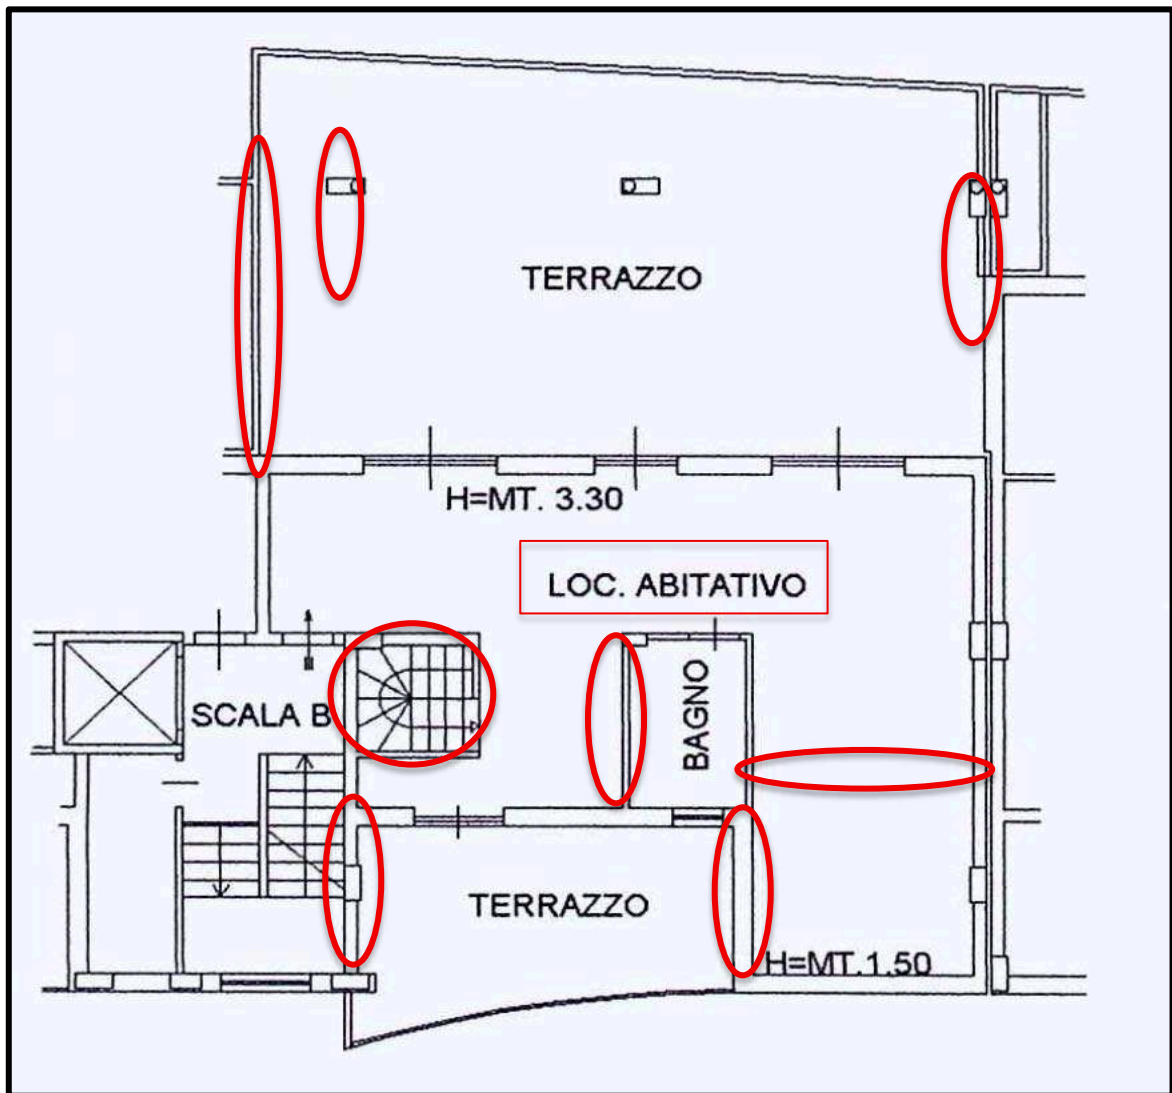 TERRAZZO
H=MT. 3.30
LOC. ABITATIVO
SCALA B
BAGNO
TERRAZZO
H=MT.1.50